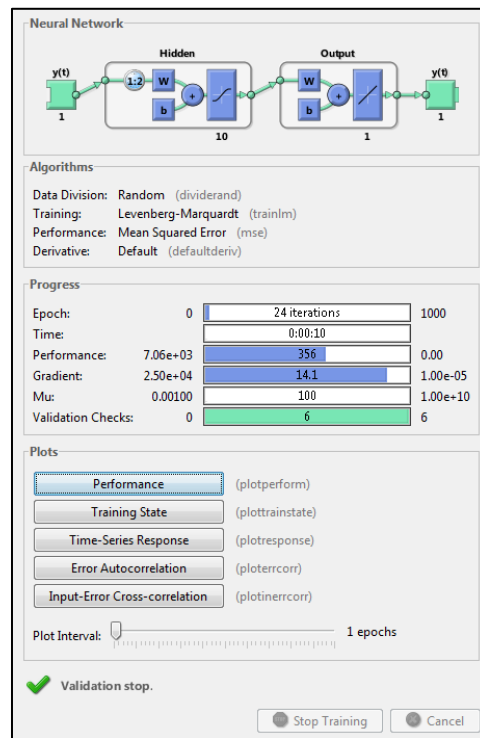 Neural Network
Hidden Output
y(t) 1:2 W b + W b + y(t)
1 10 1 1
Algorithms
Data Division: Random (dividerand)
Training: Levenberg-Marquardt (trainlm)
Performance: Mean Squared Error (mse)
Derivative: Default (defaultderiv)
Progress
Epoch: 0 24 iterations 1000
Time: 0:00:10
Performance: 7.06e+03 356 0.00
Gradient: 2.50e+04 14.1 1.00e-05
Mu: 0.00100 100 1.00e+10
Validation Checks: 0 6 6
Plots
Performance (plotperform)
Training State (plottrainstate)
Time-Series Response (plotresponse)
Error Autocorrelation (ploterrcorr)
Input-Error Cross-correlation (plotinerrcorr)
Plot Interval: 1 epochs
Validation stop.
Stop Training Cancel